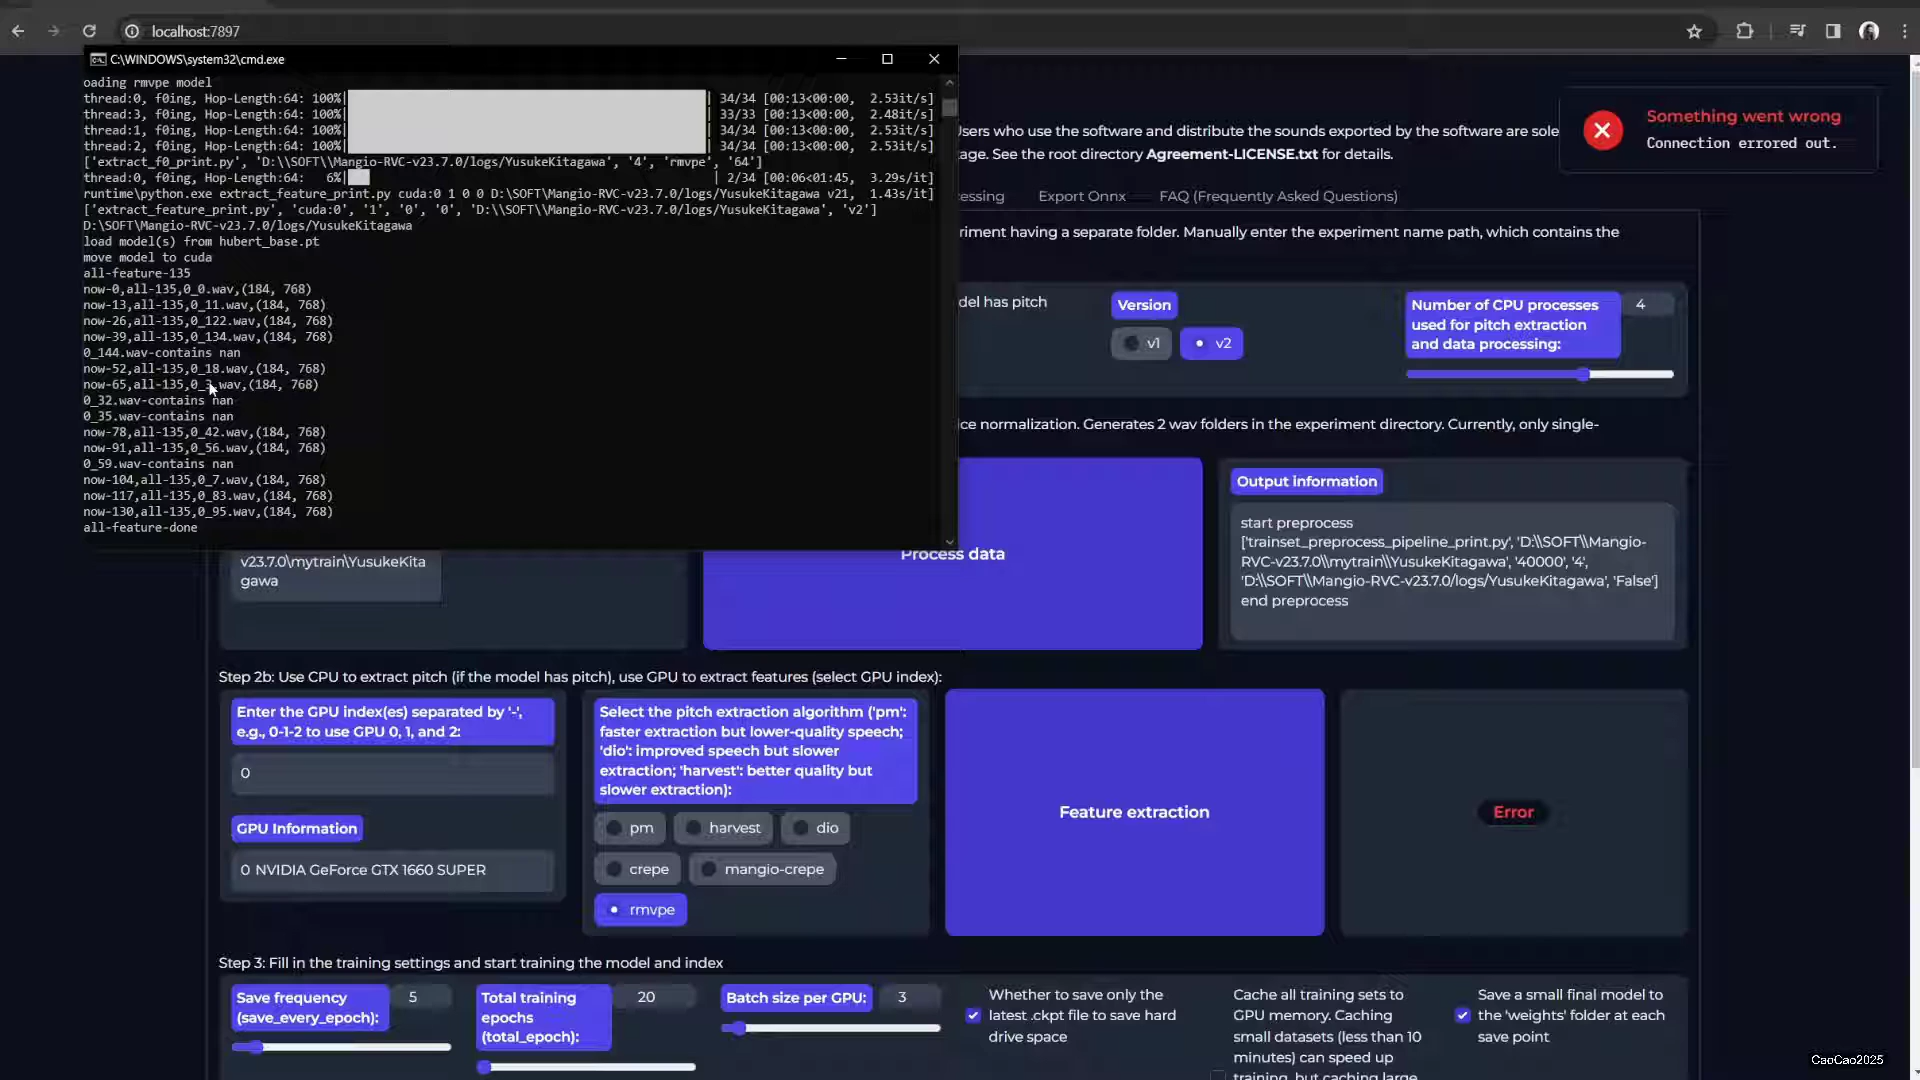 localhost:7897
C:\WINDOWS\system32\cmd.exe
oading rmvpe model
thread:0, f0ing, Hop-Length:64: 100%| | 34/34 [00:13<00:00, 2.53it/s]
thread:3, f0ing, Hop-Length:64: 100%| | 33/33 [00:13<00:00, 2.48it/s]
thread:1, f0ing, Hop-Length:64: 100%| | 34/34 [00:13<00:00, 2.53it/s]
thread:2, f0ing, Hop-Length:64: 100%| | 34/34 [00:13<00:00, 2.53it/s]
['extract_f0_print.py', 'D:\\SOFT\\Mangio-RVC-v23.7.0/logs/YusukeKitagawa', '4', 'rmvpe', '64']
thread:0, f0ing, Hop-Length:64: 6%| | 2/34 [00:06<01:45, 3.29s/it]
runtime\python.exe extract_feature_print.py cuda:0 1 0 0 D:\SOFT\Mangio-RVC-v23.7.0/logs/YusukeKitagawa v21, 1.43s/it]
['extract_feature_print.py', 'cuda:0', '1', '0', '0', 'D:\\SOFT\\Mangio-RVC-v23.7.0/logs/YusukeKitagawa', 'v2']
D:\SOFT\Mangio-RVC-v23.7.0/logs/YusukeKitagawa
load model(s) from hubert_base.pt
move model to cuda
all-feature-135
now-0,all-135,0_0.wav,(184, 768)
now-13,all-135,0_11.wav,(184, 768)
now-26,all-135,0_122.wav,(184, 768)
now-39,all-135,0_134.wav,(184, 768)
0_144.wav-contains nan
now-52,all-135,0_18.wav,(184, 768)
now-65,all-135,0_3.wav,(184, 768)
0_32.wav-contains nan
0_35.wav-contains nan
now-78,all-135,0_42.wav,(184, 768)
now-91,all-135,0_56.wav,(184, 768)
0_59.wav-contains nan
now-104,all-135,0_7.wav,(184, 768)
now-117,all-135,0_83.wav,(184, 768)
now-130,all-135,0_95.wav,(184, 768)
all-feature-done
Something went wrong
Connection errored out.
Users who use the software and distribute the sounds exported by the software are sole
tage. See the root directory Agreement-LICENSE.txt for details.
essing Export Onnx FAQ (Frequently Asked Questions)
riment having a separate folder. Manually enter the experiment name path, which contains the
del has pitch
Version
v1 v2
Number of CPU processes
used for pitch extraction
and data processing:
4
ice normalization. Generates 2 wav folders in the experiment directory. Currently, only single-
v23.7.0\mytrain\YusukeKita
gawa
Process data
Output information
start preprocess
['trainset_preprocess_pipeline_print.py', 'D:\\SOFT\\Mangio-
RVC-v23.7.0\\mytrain\\YusukeKitagawa', '40000', '4',
'D:\\SOFT\\Mangio-RVC-v23.7.0/logs/YusukeKitagawa', 'False']
end preprocess
Step 2b: Use CPU to extract pitch (if the model has pitch), use GPU to extract features (select GPU index):
Enter the GPU index(es) separated by '-',
e.g., 0-1-2 to use GPU 0, 1, and 2:
0
GPU Information
0 NVIDIA GeForce GTX 1660 SUPER
Select the pitch extraction algorithm ('pm':
faster extraction but lower-quality speech;
'dio': improved speech but slower
extraction; 'harvest': better quality but
slower extraction):
pm harvest dio
crepe mangio-crepe
rmvpe
Feature extraction
Error
Step 3: Fill in the training settings and start training the model and index
Save frequency
(save_every_epoch):
5
Total training
epochs
(total_epoch):
20
Batch size per GPU:
3
Whether to save only the
latest .ckpt file to save hard
drive space
Cache all training sets to
GPU memory. Caching
small datasets (less than 10
minutes) can speed up
training, but caching large
Save a small final model to
the 'weights' folder at each
save point
CaoCao2025